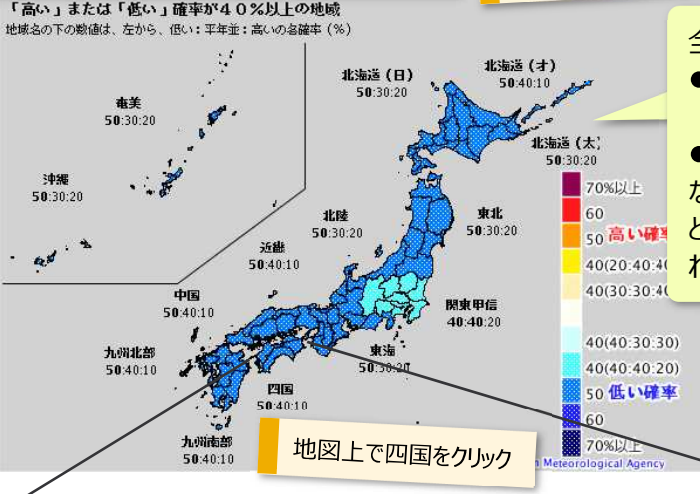 「高い」または「低い」確率が40%以上の地域
地域名の下の数値は、左から、低い：平年並：高いの各確率（%）
北海道（日）
50:30:20
北海道（オ）
50:40:10
北海道（太）
50:30:20
奄美
50:30:20
沖縄
50:30:20
北陸
50:30:20
東北
50:30:20
近畿
50:40:10
関東甲信
40:40:20
中国
50:40:10
九州北部
50:40:10
東海
50:30:20
四国
50:40:10
九州南部
50:40:10
70%以上
60
50 高い確率
40(20:40:40
40(30:30:40
40(40:30:30)
40(40:40:20)
50 低い確率
60
70%以上
Meteorological Agency
地図上で四国をクリック
全
●
●
な
と
れ